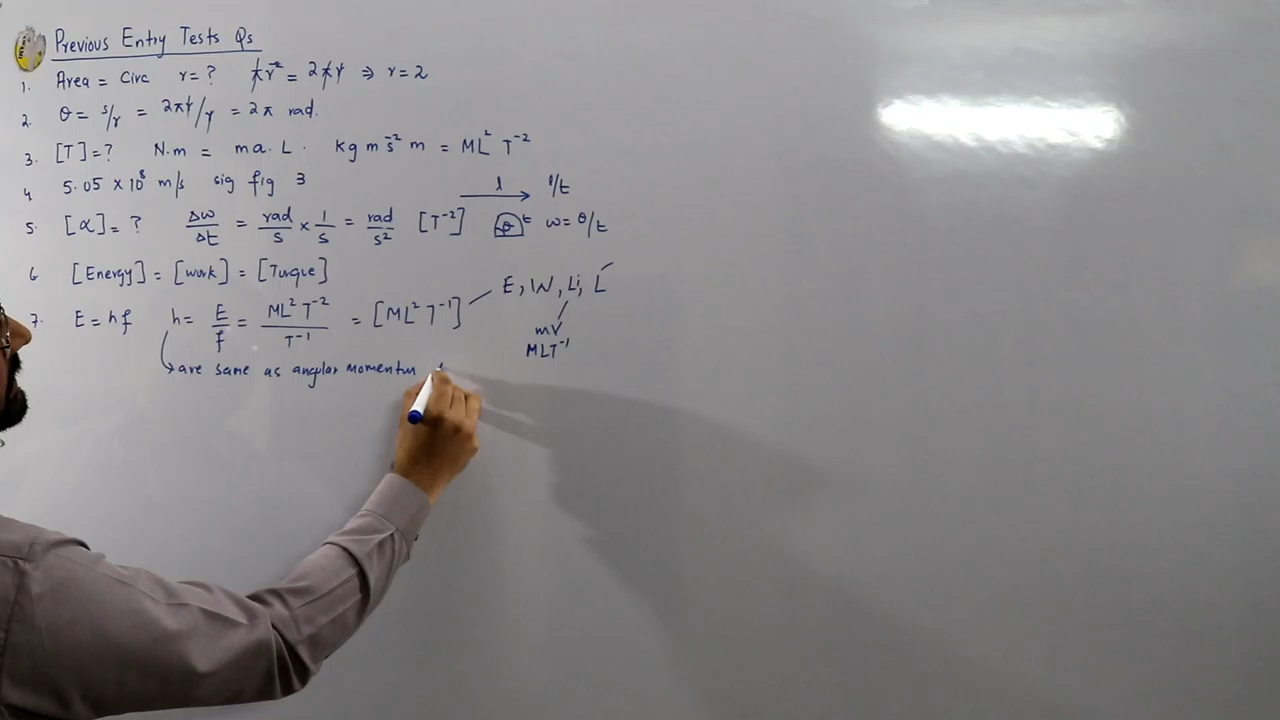 Previous Entry Tests Qs
1. Area = Circ r = ? πr² = 2πr ⇒ r = 2
2. θ = s/r = 2πr/r = 2π rad.
3. [T] = ? N.m = ma. L. kg m s⁻² m = ML² T⁻²
4 5.05 × 10⁸ m/s sig fig 3
l l/t
5. [α] = ? Δω/Δt = rad/s × 1/s = rad/s² [T⁻²] θ t ω = θ/t
6 [Energy] = [work] = [Torque]
E, W, Li, L
7. E = hf h = E/f = ML² T⁻²/T⁻¹ = [ML² T⁻¹]
mv
MLT⁻¹
are same as angular momentum